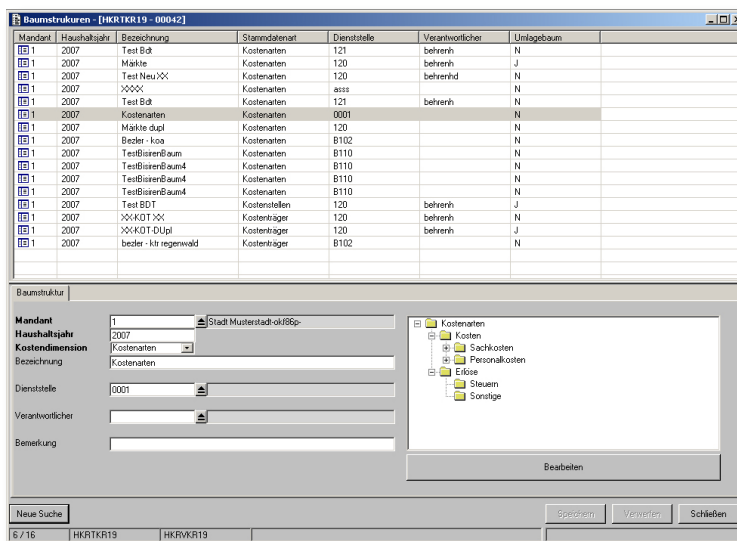 Baumstrukuren - [HKRTKR19 - 00042]
Mandant Haushaltsjahr Bezeichnung Stammdatenart Dienststelle Verantwortlicher Umlagebaum
1 2007 Test Bdt Kostenarten 121 behrenh N
1 2007 Märkte Kostenarten 120 behrenh J
1 2007 Test Neu XX Kostenarten 120 behrenhd N
1 2007 XXXX Kostenarten asss N
1 2007 Test Bdt Kostenarten 121 behrenh N
1 2007 Kostenarten Kostenarten 0001 N
1 2007 Märkte dupl Kostenarten 120 N
1 2007 Bezler - koa Kostenarten B102 N
1 2007 TestBisirenBaum Kostenarten B110 N
1 2007 TestBisirenBaum4 Kostenarten B110 N
1 2007 TestBisirenBaum4 Kostenarten B110 N
1 2007 TestBisirenBaum4 Kostenarten B110 N
1 2007 Test BDT Kostenstellen 120 behrenh J
1 2007 XX-KOT XX Kostenträger 120 behrenh N
1 2007 XX-KOT-DUpl Kostenträger 120 behrenh J
1 2007 bezler - ktr regenwald Kostenträger B102 N
Baumstruktur
Mandant 1 Stadt Musterstadt-okf86p-
Haushaltsjahr 2007
Kostendimension Kostenarten
Bezeichnung Kostenarten
Dienststelle 0001
Verantwortlicher
Bemerkung
Kostenarten
Kosten
Sachkosten
Personalkosten
Erlöse
Steuern
Sonstige
Bearbeiten
Neue Suche Speichern Verwerfen Schließen
6 / 16 HKRTKR19 HKRVKR19